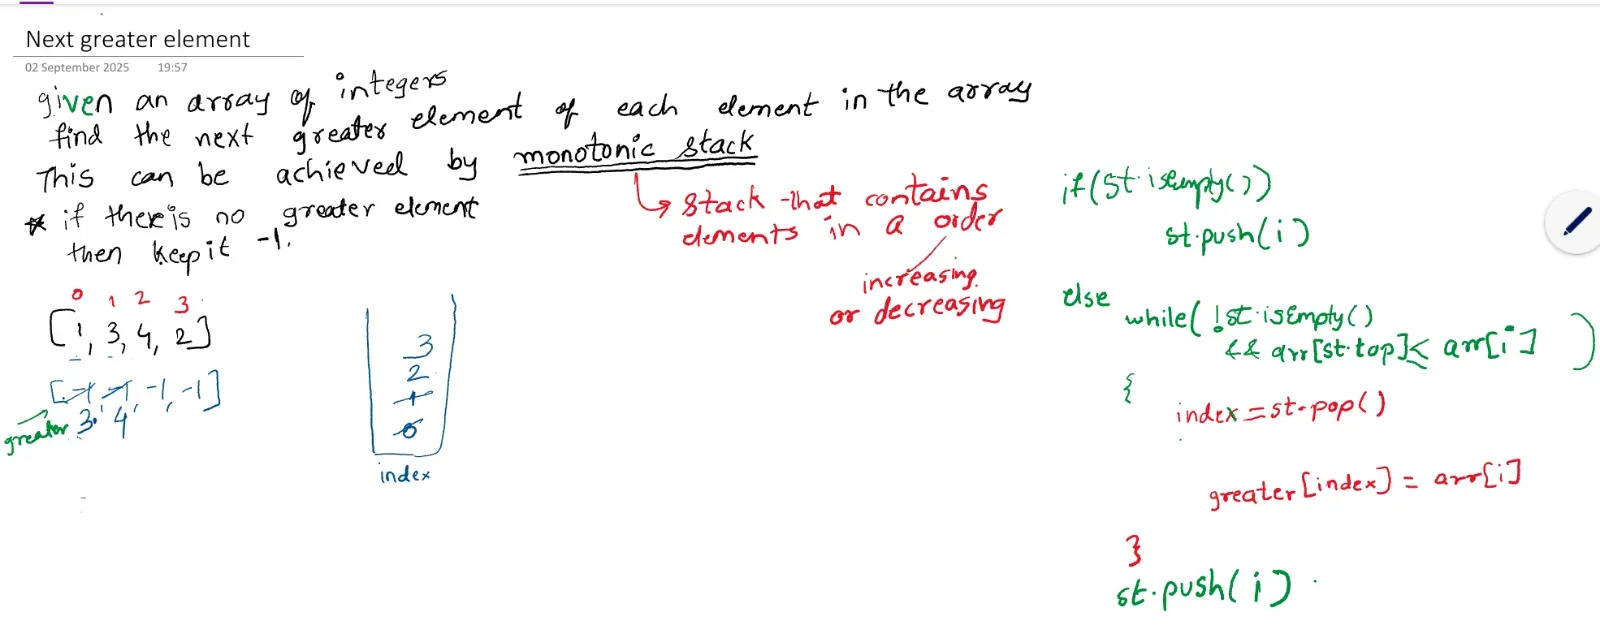 Next greater element
02 September 2025 19:57
given an array of integers
find the next greater element of each element in the array
This can be achieved by monotonic stack
* if there is no greater element
then keep it -1.
stack that contains
elements in a order
increasing
or decreasing
0 1 2 3
[1, 3, 4, 2]
[-1, -1, -1, -1]
greater 3, 4
3
2
1
0
index
if(st.isEmpty())
st.push(i)
else
while( !st.isEmpty()
&& arr[st.top]< arr[i] )
{
index=st.pop()
greater[index] = arr[i]
}
st.push(i)